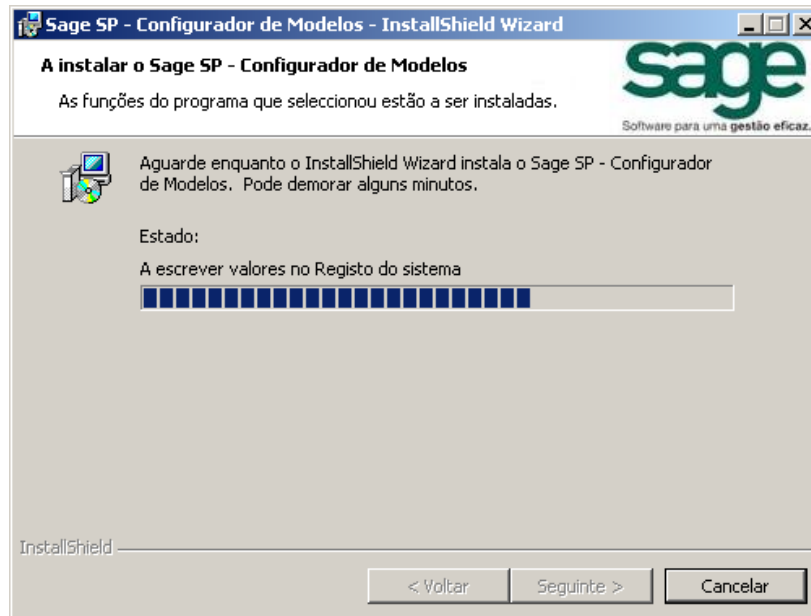 Sage SP - Configurador de Modelos - InstallShield Wizard
A instalar o Sage SP - Configurador de Modelos
As funções do programa que seleccionou estão a ser instaladas.
sage
Software para uma gestão eficaz.
Aguarde enquanto o InstallShield Wizard instala o Sage SP - Configurador
de Modelos. Pode demorar alguns minutos.
Estado:
A escrever valores no Registo do sistema
InstallShield
< Voltar
Seguinte >
Cancelar